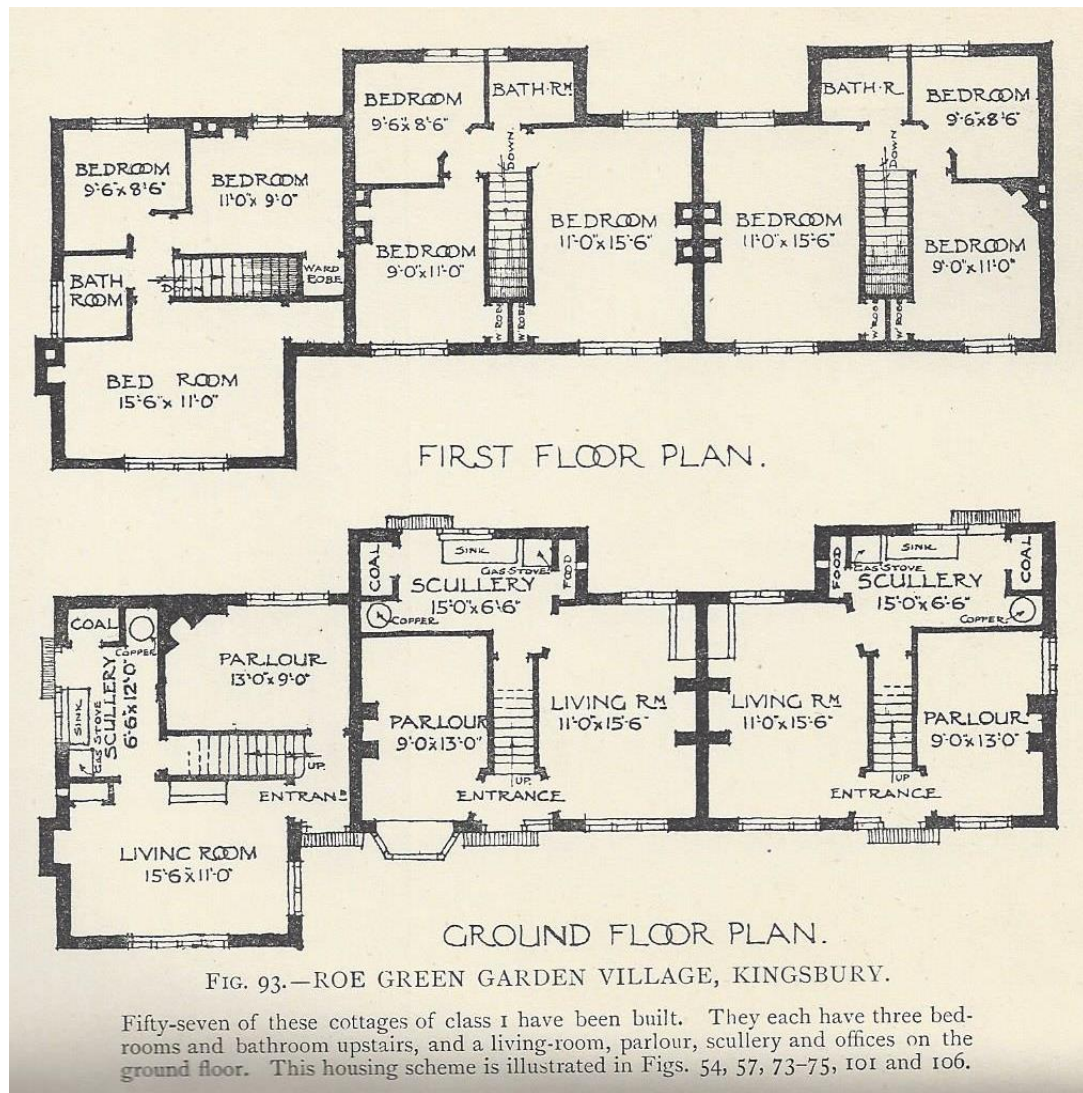 BEDROOM
9'·6"x 8'6"
BATH·RM
BATH·R
BEDROOM
9'·6"x8'·6"
BEDROOM
9'·6"x 8'6"
BEDROOM
11'·0"x 9'·0"
DOWN
DOWN
BEDROOM
11'·0"x15'·6"
BEDROOM
11'·0"x15'·6"
BEDROOM
9'·0"x11'·0"
BEDROOM
9'·0"x11'·0"
BATH
ROOM
DOWN
WARD
ROBE
W'ROBE
W'ROBE
W'ROBE
BED ROOM
15'·6"x 11'·0"
FIRST FLOOR PLAN.
COAL
SINK
GAS STOVE
FOOD
SCULLERY
15'·0"x6'·6"
COPPER
FOOD
SINK
GAS STOVE
COAL
SCULLERY
15'·0"x6'·6"
COPPER
COAL
COPPER
SCULLERY
6'·6"x12'·0"
SINK
GAS STOVE
PARLOUR
13'·0"x9'·0"
UP
ENTRANE
PARLOUR
9'·0"x13'·0"
LIVING RM
11'·0"x15'·6"
LIVING RM
11'·0"x15'·6"
PARLOUR
9'·0"x13'·0"
UP.
ENTRANCE
UP
ENTRANCE
LIVING ROOM
15'·6"x11'·0"
GROUND FLOOR PLAN.
FIG. 93.—ROE GREEN GARDEN VILLAGE, KINGSBURY.
Fifty-seven of these cottages of class I have been built. They each have three bed-
rooms and bathroom upstairs, and a living-room, parlour, scullery and offices on the
ground floor. This housing scheme is illustrated in Figs. 54, 57, 73–75, 101 and 106.